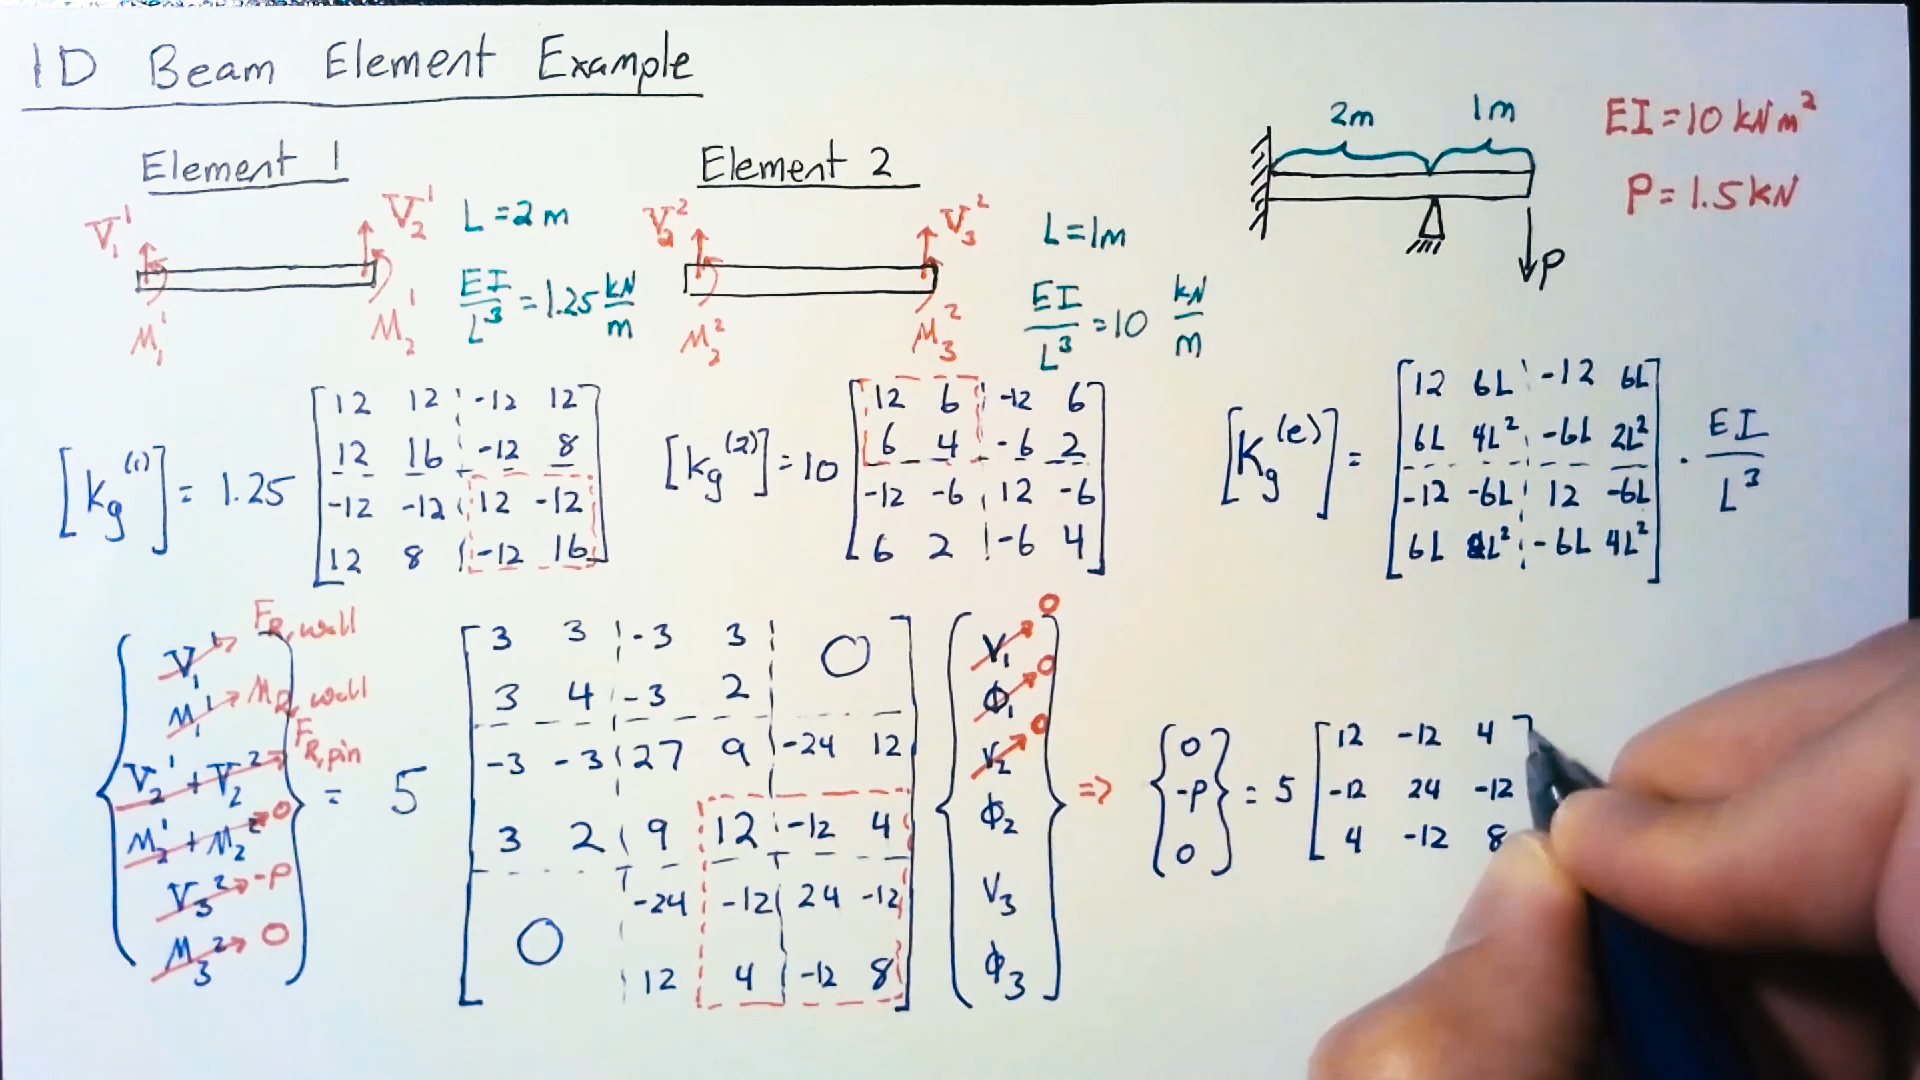 1D Beam Element Example
2m 1m
EI = 10 kNm²
P = 1.5 kN
P
Element 1
V₁¹ V₂¹
M₁¹ M₂¹
L = 2m
EI/L³ = 1.25 kN/m
Element 2
V₂² V₃²
M₂² M₃²
L = 1m
EI/L³ = 10 kN/m
[kg⁽¹⁾] = 1.25
12 12 -12 12
12 16 -12 8
-12 -12 12 -12
12 8 -12 16
[kg⁽²⁾] = 10
12 6 -12 6
6 4 -6 2
-12 -6 12 -6
6 2 -6 4
[Kg⁽ᵉ⁾] =
12 6L -12 6L
6L 4L² -6L 2L²
-12 -6L 12 -6L
6L 2L² -6L 4L²
· EI/L³
V₁¹ F R, wall
M₁¹ M R, wall
V₂¹ + V₂² F R, pin
M₂¹ + M₂² 0
V₃² -P
M₃² 0
= 5
3 3 -3 3 0
3 4 -3 2
-3 -3 27 9 -24 12
3 2 9 12 -12 4
0 -24 -12 24 -12
12 4 -12 8
V₁ 0
ϕ₁ 0
V₂ 0
ϕ₂
V₃
ϕ₃
⇒
0
-P
0
= 5
12 -12 4
-12 24 -12
4 -12 8